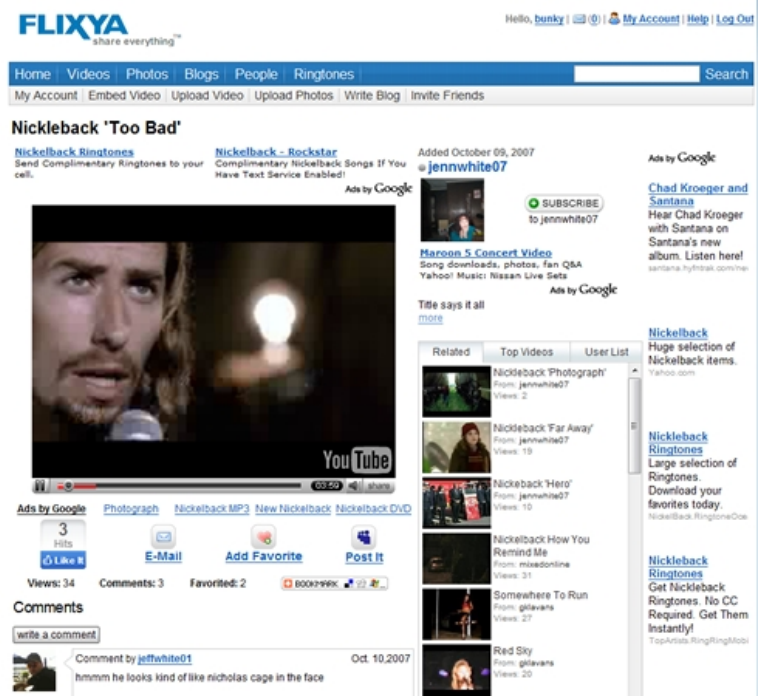 FLIXYA
share everything™
Hello, bunky | (0) | My Account | Help | Log Out
Home Videos Photos Blogs People Ringtones Search
My Account Embed Video Upload Video Upload Photos Write Blog Invite Friends
Nickleback 'Too Bad'
Nickelback Ringtones
Send Complimentary Ringtones to your
cell.
Nickelback - Rockstar
Complimentary Nickelback Songs If You
Have Text Service Enabled!
Ads by Google
YouTube
03:59 share
Ads by Google Photograph Nickelback MP3 New Nickelback Nickelback DVD
3
Hits
Like It
E-Mail
Add Favorite
Post It
Views: 34 Comments: 3 Favorited: 2 BOOKMARK
Comments
write a comment
Comment by jeffwhite01 Oct. 10,2007
hmmm he looks kind of like nicholas cage in the face
Added October 09, 2007
jennwhite07
SUBSCRIBE
to jennwhite07
Maroon 5 Concert Video
Song downloads, photos, fan Q&A
Yahoo! Music: Nissan Live Sets
Ads by Google
Title says it all
more
Related Top Videos User List
Nickleback 'Photograph'
From: jennwhite07
Views: 2
Nickleback 'Far Away'
From: jennwhite07
Views: 19
Nickeback 'Hero'
From: jennwhite07
Views: 10
Nickelback How You
Remind Me
From: mixedonline
Views: 31
Somewhere To Run
From: gklavans
Views: 27
Red Sky
From: gklavans
Views: 20
Ads by Google
Chad Kroeger and
Santana
Hear Chad Kroeger
with Santana on
Santana's new
album. Listen here!
Nickelback
Huge selection of
Nickelback items.
Yahoo.com
Nickleback
Ringtones
Large selection of
Ringtones.
Download your
favorites today.
NickelBack.RingtoneOce
Nickleback
Ringtones
Get Nickleback
Ringtones. No CC
Required. Get Them
Instantly!
TopArtists.RingRingMobi